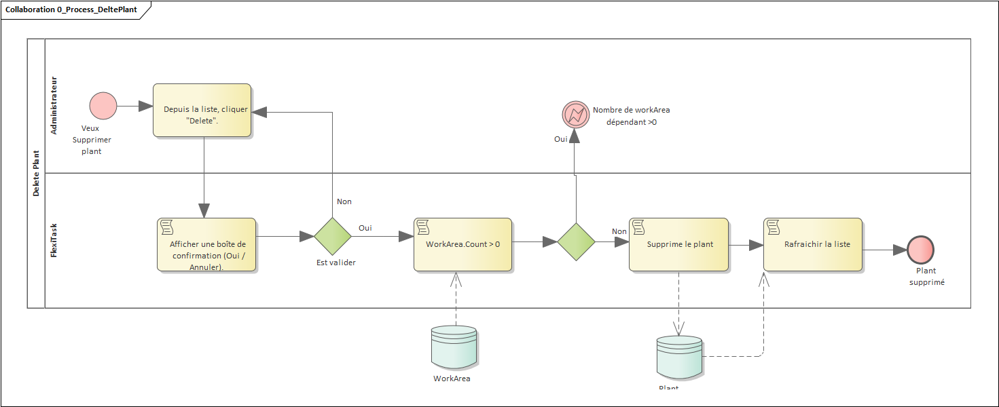 Collaboration 0_Process_DeltePlant
Delete Plant
Administrateur
Veux
Supprimer
plant
Depuis la liste, cliquer
"Delete".
Nombre de workArea
dépendant >0
Oui
FlexiTask
Afficher une boîte de
confirmation (Oui /
Annuler).
Non
Est valider
Oui
WorkArea.Count > 0
Non
Supprime le plant
Rafraichir la liste
Plant
supprimé
WorkArea
Plant